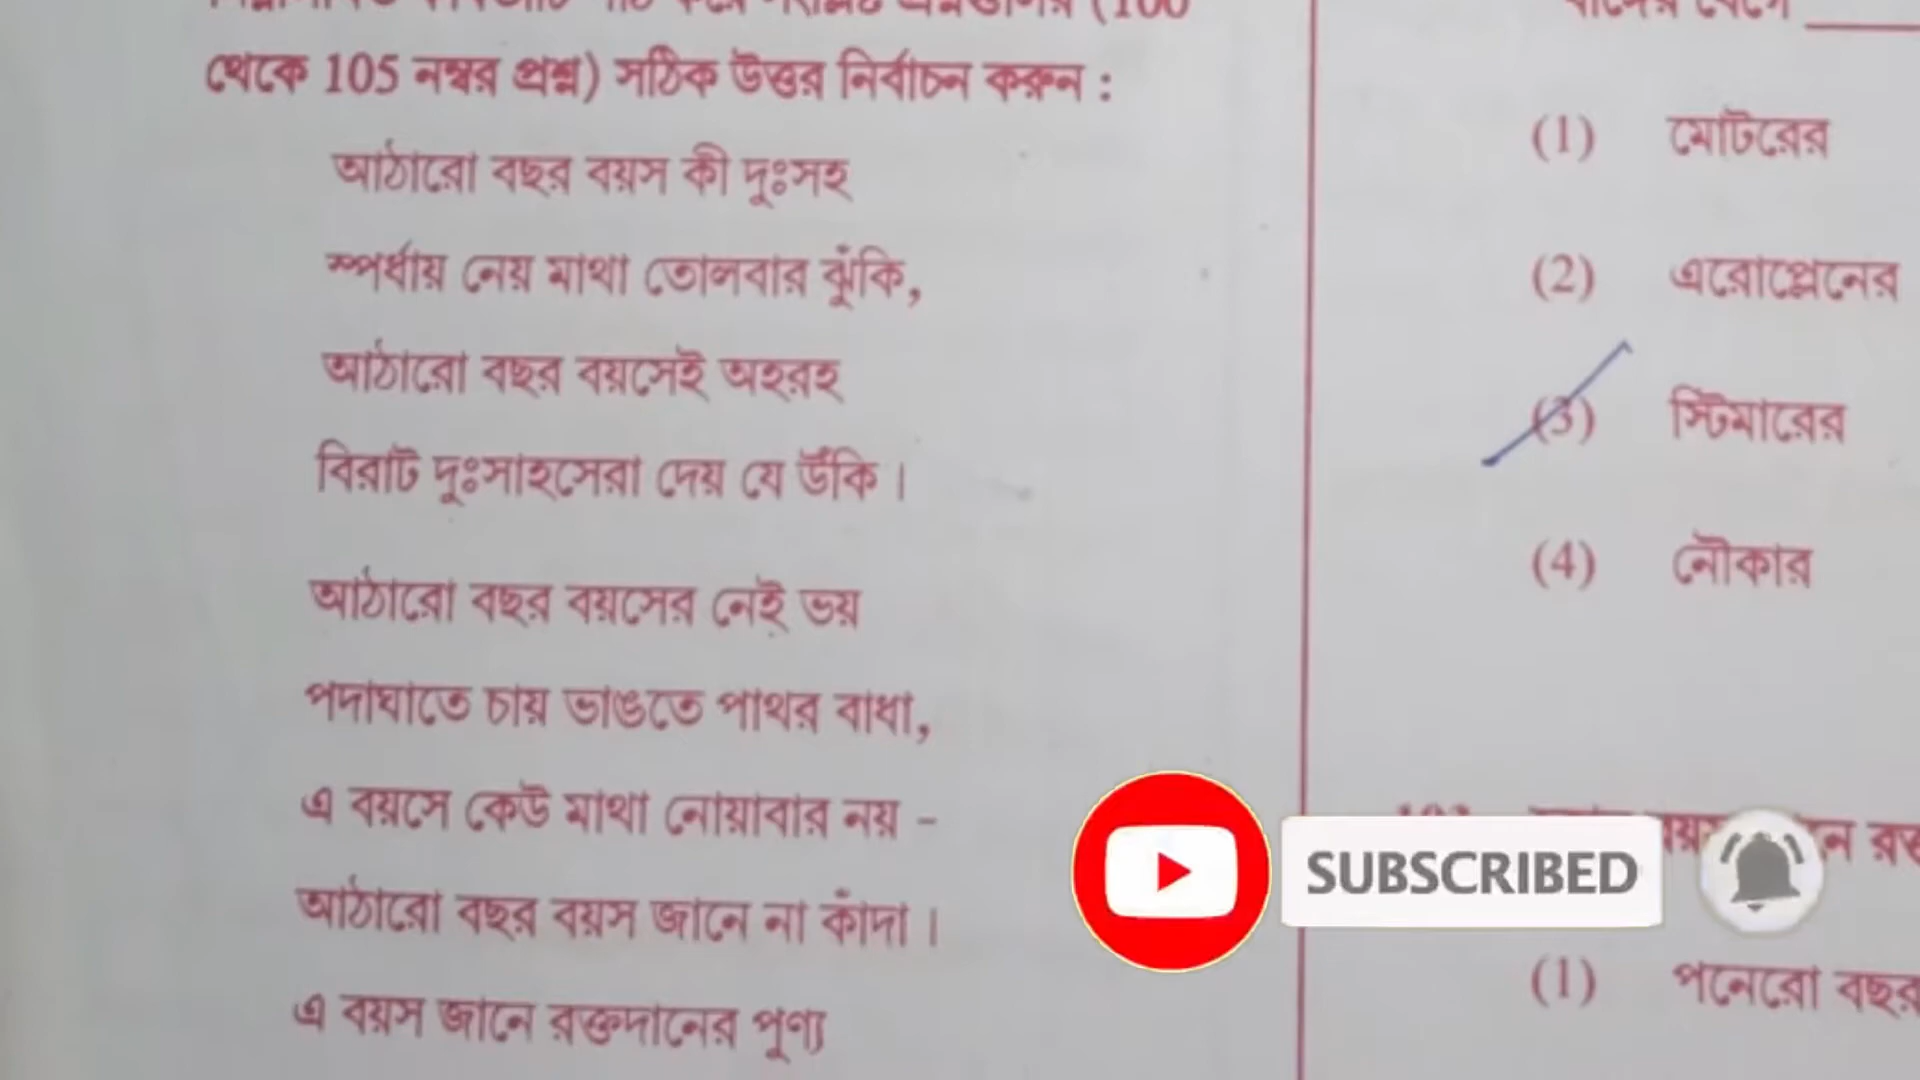 থেকে 105 নম্বর প্রশ্ন) সঠিক উত্তর নির্বাচন করুন :
আঠারো বছর বয়স কী দুঃসহ
স্পর্ধায় নেয় মাথা তোলবার ঝুঁকি,
আঠারো বছর বয়সেই অহরহ
বিরাট দুঃসাহসেরা দেয় যে উঁকি ।
আঠারো বছর বয়সের নেই ভয়
পদাঘাতে চায় ভাঙতে পাথর বাধা,
এ বয়সে কেউ মাথা নোয়াবার নয় -
আঠারো বছর বয়স জানে না কাঁদা ।
এ বয়স জানে রক্তদানের পুণ্য
(1) মোটরের
(2) এরোপ্লেনের
(3) স্টিমারের
(4) নৌকার
SUBSCRIBED
(1) পনেরো বছর